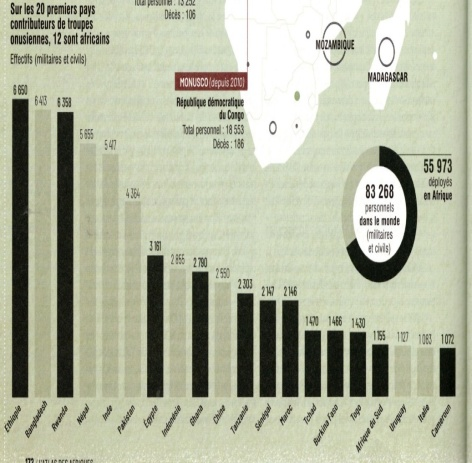 Total personnel : 13 252
Décès : 106
Sur les 20 premiers pays
contributeurs de troupes
onusiennes, 12 sont africains
Effectifs (militaires et civils)
MOZAMBIQUE
MADAGASCAR
MONUSCO (depuis 2010)
République démocratique
du Congo
Total personnel : 18 553
Décès : 186
55 973
déployés
en Afrique
83 268
personnels
dans le monde
(militaires
et civils)
6 650
6 413
6 358
5 655
5 417
4 364
3 161
2 855
2 790
2 550
2 303
2 147
2 146
1 470
1 466
1 430
1 155
1 127
1 083
1 072
Éthiopie
Bangladesh
Rwanda
Népal
Inde
Pakistan
Égypte
Indonésie
Ghana
Chine
Tanzanie
Sénégal
Maroc
Tchad
Burkina Faso
Togo
Afrique du Sud
Uruguay
Italie
Cameroun
L'ATLAS DES AFRIQUES